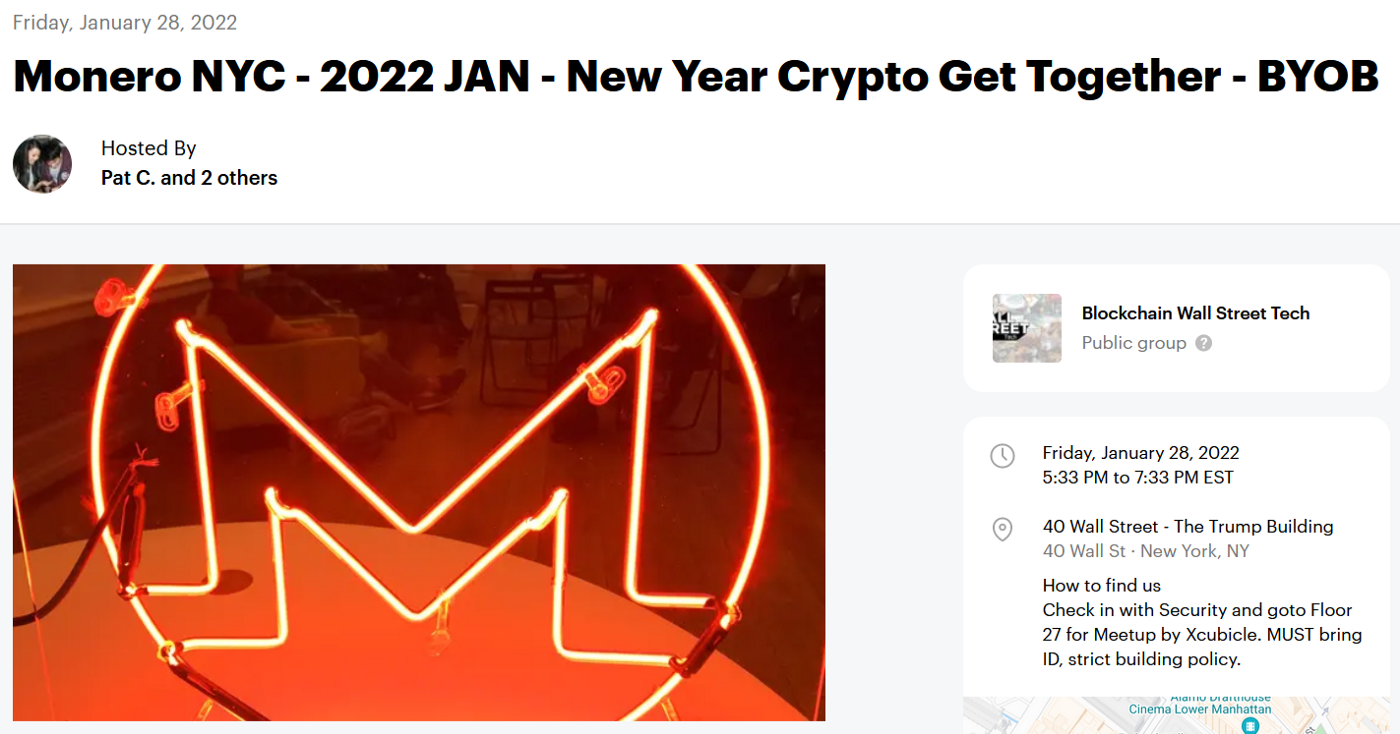 Friday, January 28, 2022
Monero NYC - 2022 JAN - New Year Crypto Get Together - BYOB
Hosted By
Pat C. and 2 others
REET
Tech
Blockchain Wall Street Tech
Public group ?
Friday, January 28, 2022
5:33 PM to 7:33 PM EST
40 Wall Street - The Trump Building
40 Wall St · New York, NY
How to find us
Check in with Security and goto Floor
27 for Meetup by Xcubicle. MUST bring
ID, strict building policy.
Alamo Drafthouse
Cinema Lower Manhattan